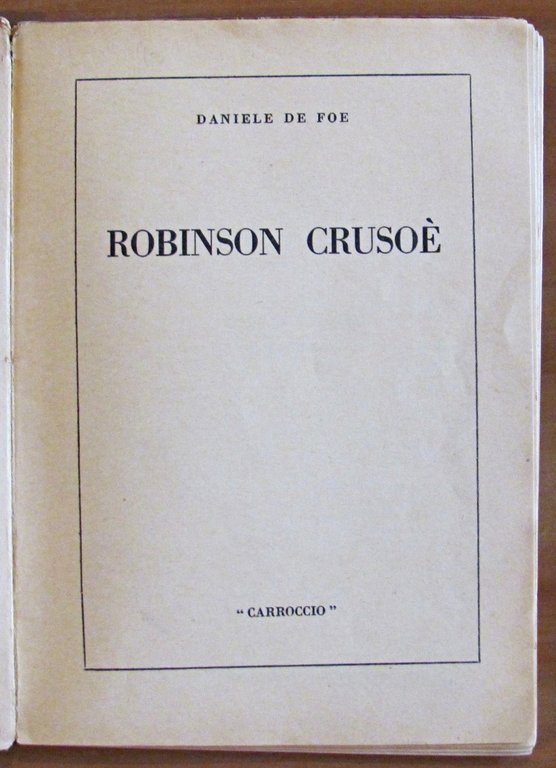 DANIELE DE FOE
ROBINSON CRUSOÈ
“ CARROCCIO ”